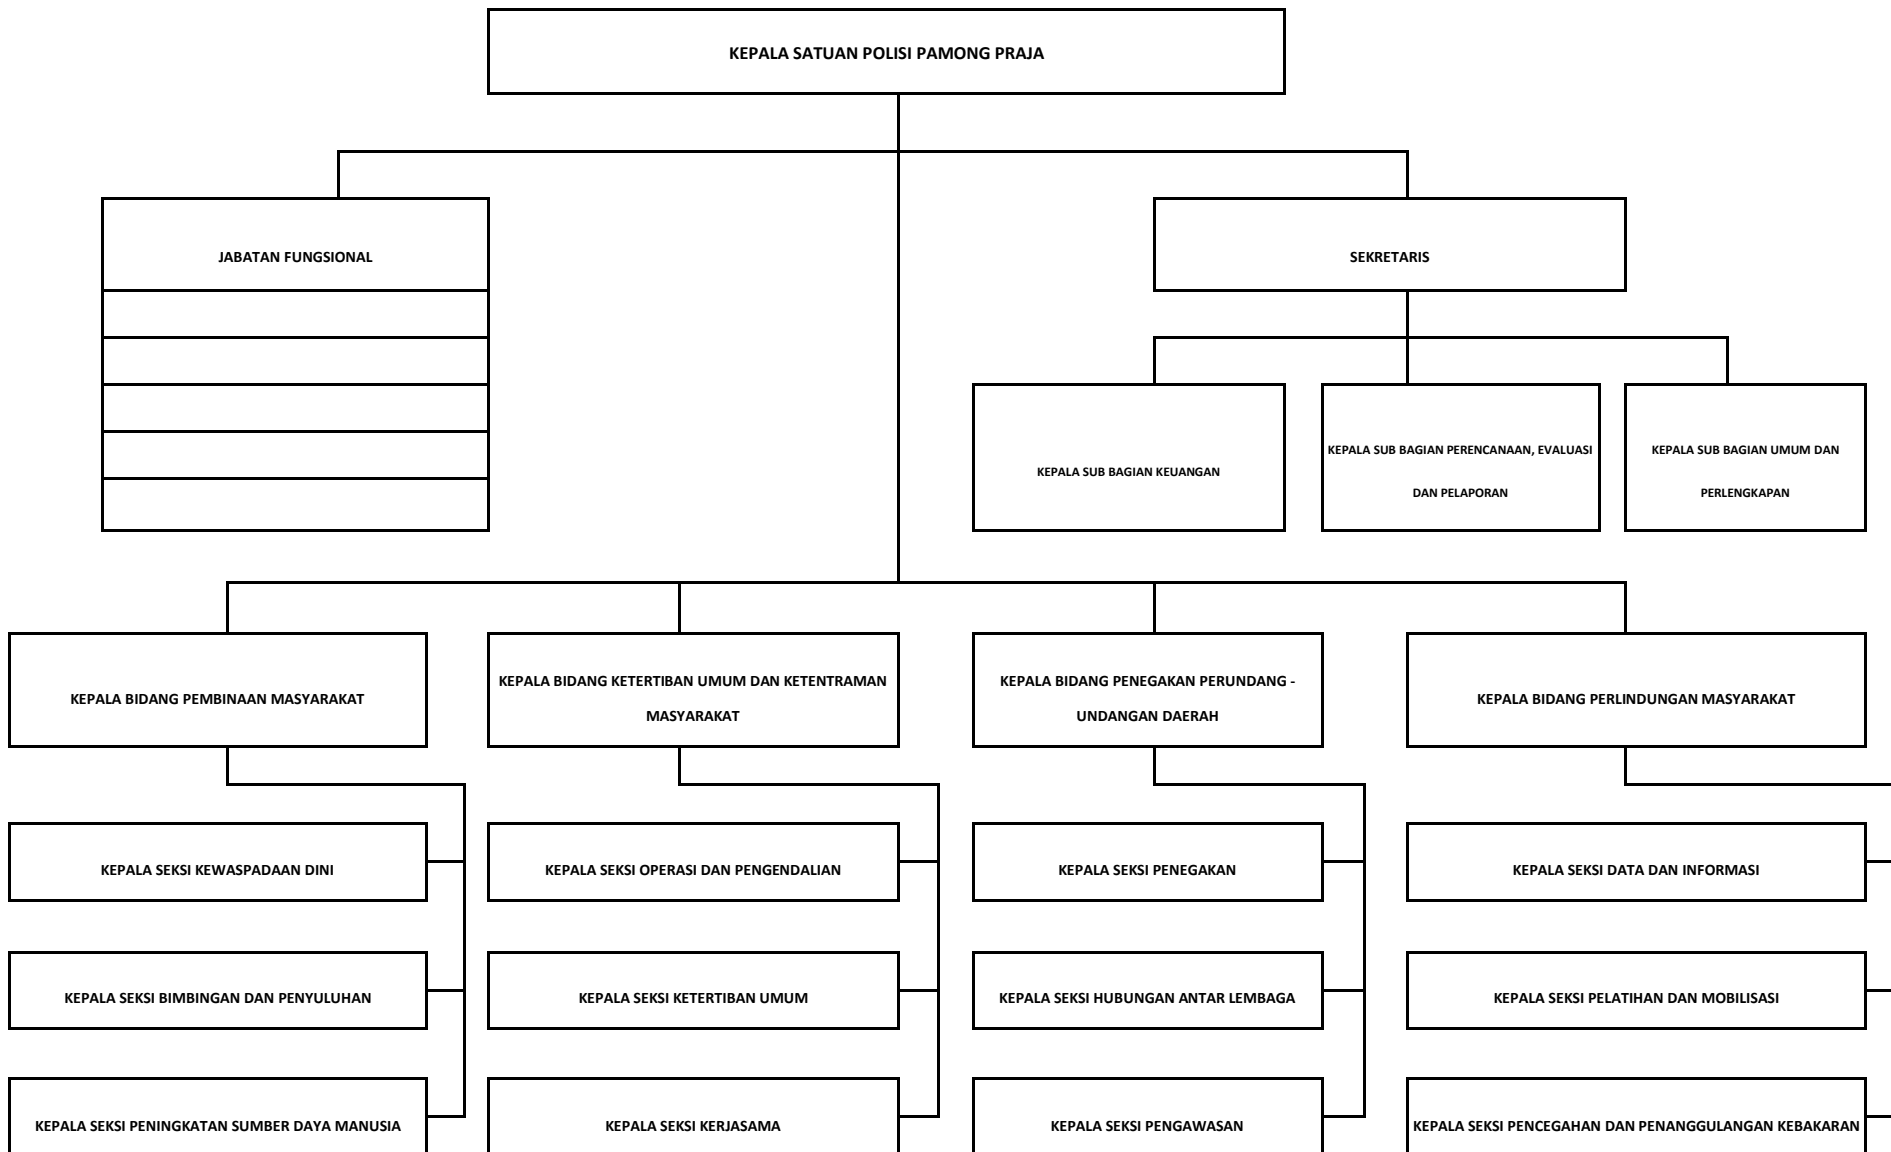 KEPALA SATUAN POLISI PAMONG PRAJA
JABATAN FUNGSIONAL
SEKRETARIS
KEPALA SUB BAGIAN KEUANGAN
KEPALA SUB BAGIAN PERENCANAAN, EVALUASI
DAN PELAPORAN
KEPALA SUB BAGIAN UMUM DAN
PERLENGKAPAN
KEPALA BIDANG PEMBINAAN MASYARAKAT
KEPALA BIDANG KETERTIBAN UMUM DAN KETENTRAMAN
MASYARAKAT
KEPALA BIDANG PENEGAKAN PERUNDANG -
UNDANGAN DAERAH
KEPALA BIDANG PERLINDUNGAN MASYARAKAT
KEPALA SEKSI KEWASPADAAN DINI
KEPALA SEKSI OPERASI DAN PENGENDALIAN
KEPALA SEKSI PENEGAKAN
KEPALA SEKSI DATA DAN INFORMASI
KEPALA SEKSI BIMBINGAN DAN PENYULUHAN
KEPALA SEKSI KETERTIBAN UMUM
KEPALA SEKSI HUBUNGAN ANTAR LEMBAGA
KEPALA SEKSI PELATIHAN DAN MOBILISASI
KEPALA SEKSI PENINGKATAN SUMBER DAYA MANUSIA
KEPALA SEKSI KERJASAMA
KEPALA SEKSI PENGAWASAN
KEPALA SEKSI PENCEGAHAN DAN PENANGGULANGAN KEBAKARAN